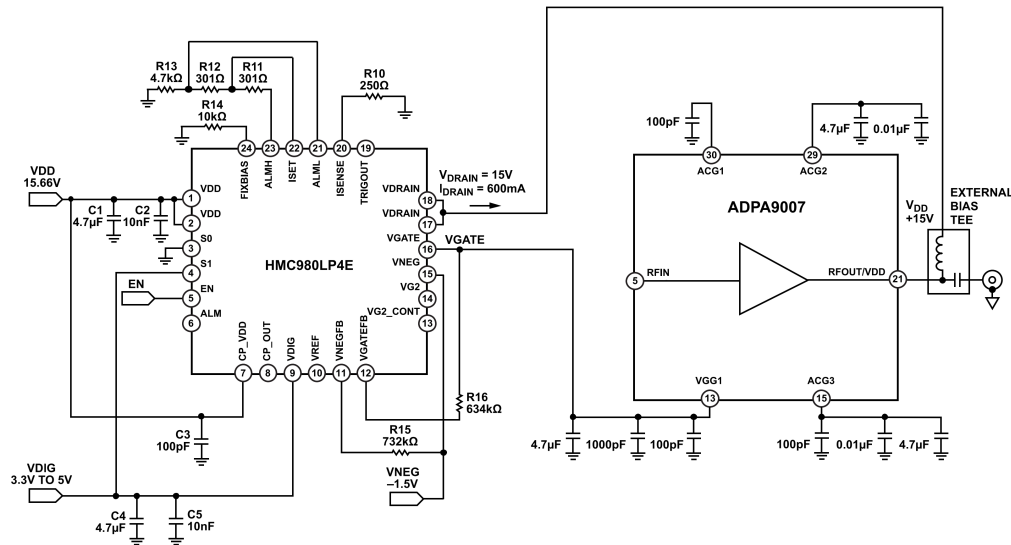 R13
4.7kΩ
R12
301Ω
R11
301Ω
R10
250Ω
R14
10kΩ
24
23
22
21
20
19
FIXBIAS
ALMH
ISET
ALML
ISENSE
TRIGOUT
VDD
15.66V
C1
4.7µF
C2
10nF
1
VDD
2
VDD
3
S0
4
S1
EN
5
EN
6
ALM
HMC980LP4E
VDRAIN = 15V
IDRAIN = 600mA
VDRAIN
18
VDRAIN
17
VGATE
16
VGATE
VNEG
15
VG2
14
VG2_CONT
13
CP_VDD
CP_OUT
VDIG
VREF
VNEGFB
VGATEFB
7
8
9
10
11
12
R16
634kΩ
R15
732kΩ
C3
100pF
VNEG
–1.5V
VDIG
3.3V TO 5V
C4
4.7µF
C5
10nF
100pF
4.7µF
0.01µF
30
ACG1
29
ACG2
ADPA9007
VDD
+15V
EXTERNAL
BIAS
TEE
5
RFIN
RFOUT/VDD
21
VGG1
13
ACG3
15
4.7µF
1000pF
100pF
100pF
0.01µF
4.7µF